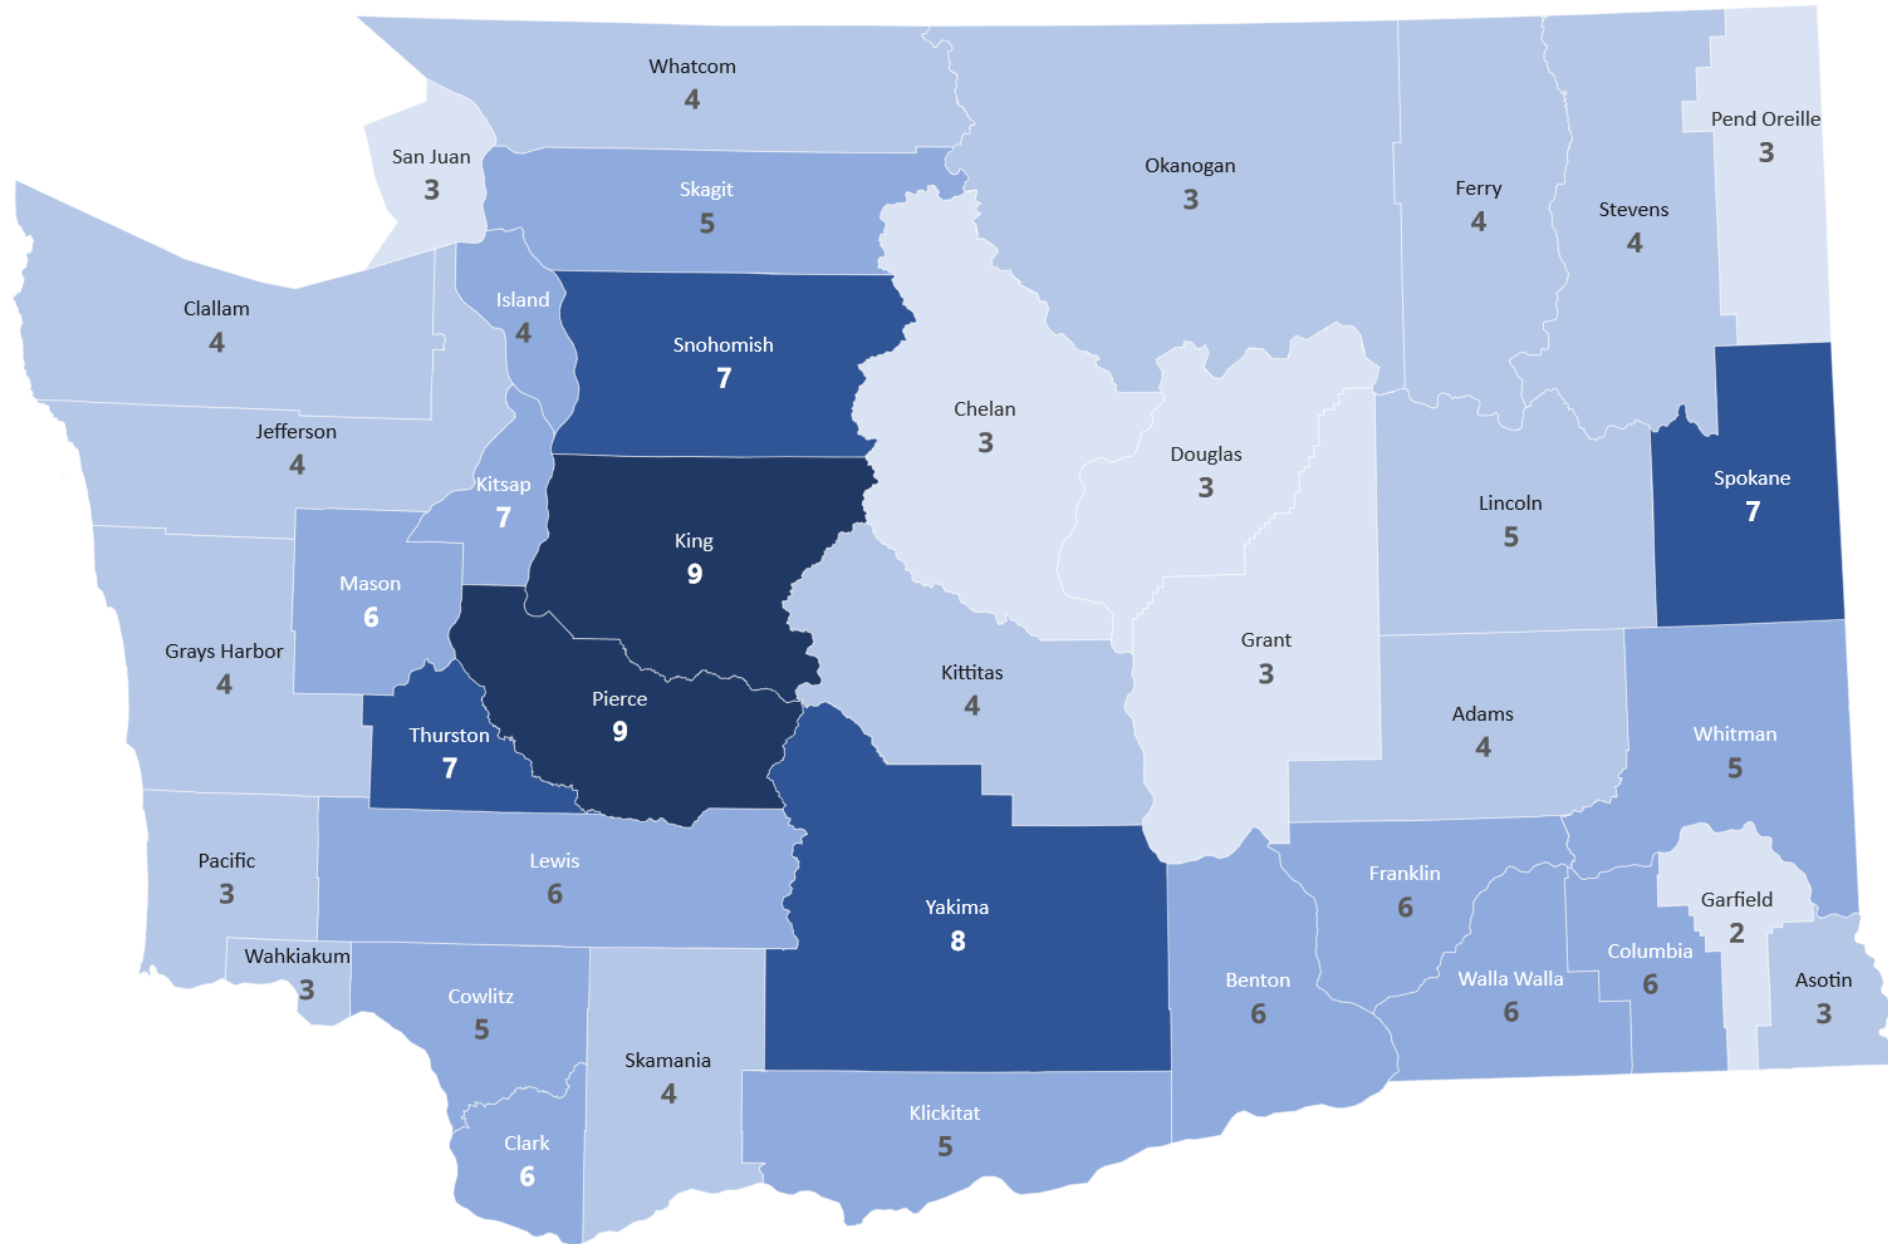 Whatcom
4
San Juan
3
Skagit
5
Okanogan
3
Ferry
4
Stevens
4
Pend Oreille
3
Clallam
4
Island
4
Snohomish
7
Chelan
3
Douglas
3
Jefferson
4
Kitsap
7
King
9
Lincoln
5
Spokane
7
Mason
6
Grays Harbor
4
Pierce
9
Thurston
7
Kittitas
4
Grant
3
Adams
4
Whitman
5
Pacific
3
Lewis
6
Yakima
8
Franklin
6
Garfield
2
Wahkiakum
3
Cowlitz
5
Skamania
4
Benton
6
Walla Walla
6
Columbia
6
Asotin
3
Clark
6
Klickitat
5